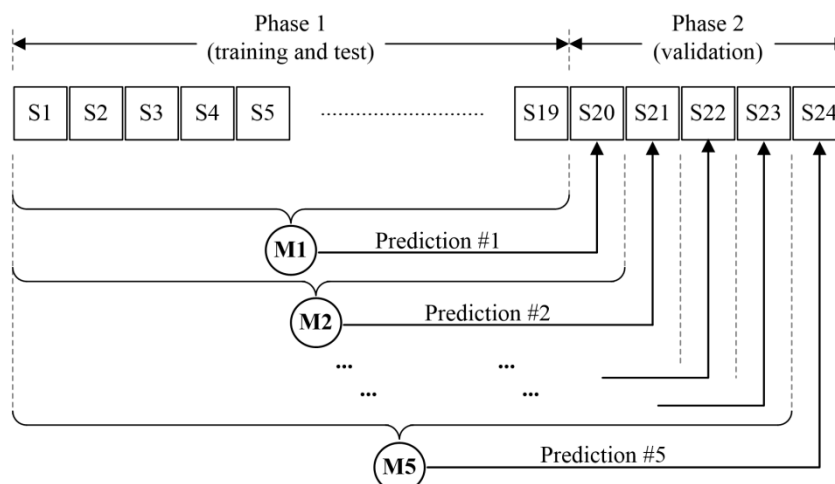 Phase 1
(training and test)
Phase 2
(validation)
S1 S2 S3 S4 S5 ........................................ S19 S20 S21 S22 S23 S24
M1 Prediction #1
M2 Prediction #2
... ...
... ...
M5 Prediction #5